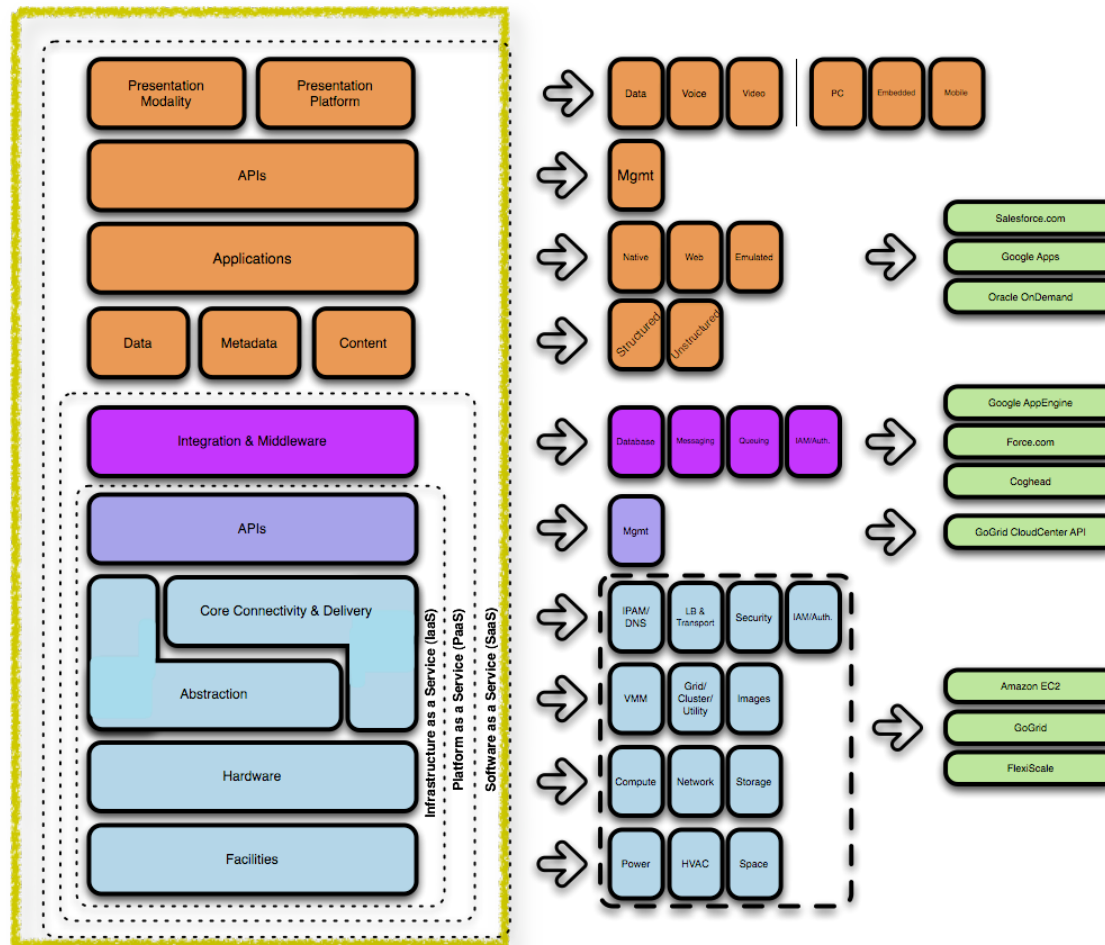 Presentation
Modality
Presentation
Platform
Data
Voice
Video
PC
Embedded
Mobile
APIs
Mgmt
Applications
Native
Web
Emulated
Salesforce.com
Google Apps
Oracle OnDemand
Data
Metadata
Content
Structured
Unstructured
Integration & Middleware
Database
Messaging
Queuing
IAM/Auth.
Google AppEngine
Force.com
Coghead
APIs
Mgmt
GoGrid CloudCenter API
Core Connectivity & Delivery
IPAM/
DNS
LB &
Transport
Security
IAM/Auth.
Abstraction
VMM
Grid/
Cluster/
Utility
Images
Amazon EC2
GoGrid
FlexiScale
Hardware
Compute
Network
Storage
Facilities
Power
HVAC
Space
Infrastructure as a Service (IaaS)
Platform as a Service (PaaS)
Software as a Service (SaaS)